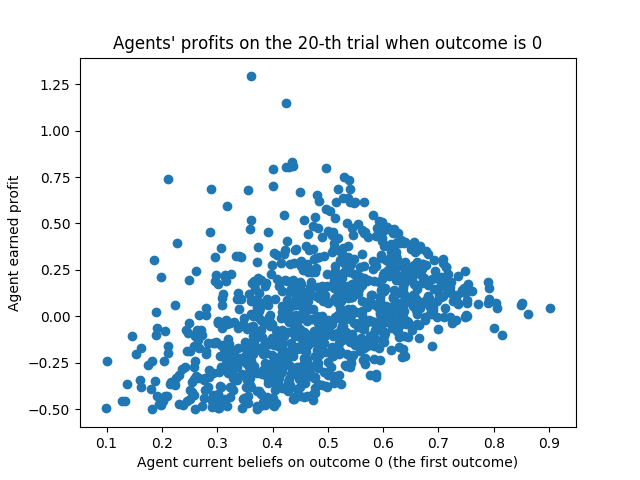 Agents' profits on the 20-th trial when outcome is 0
1.25
1.00
0.75
0.50
0.25
0.00
−0.25
−0.50
Agent earned profit
0.1 0.2 0.3 0.4 0.5 0.6 0.7 0.8 0.9
Agent current beliefs on outcome 0 (the first outcome)